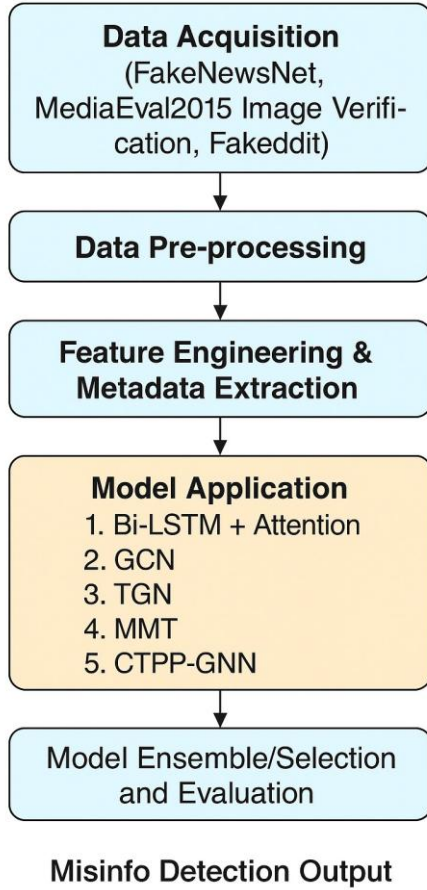 Data Acquisition
(FakeNewsNet,
MediaEval2015 Image Verifi-
cation, Fakeddit)
Data Pre-processing
Feature Engineering &
Metadata Extraction
Model Application
1. Bi-LSTM + Attention
2. GCN
3. TGN
4. MMT
5. CTPP-GNN
Model Ensemble/Selection
and Evaluation
Misinfo Detection Output